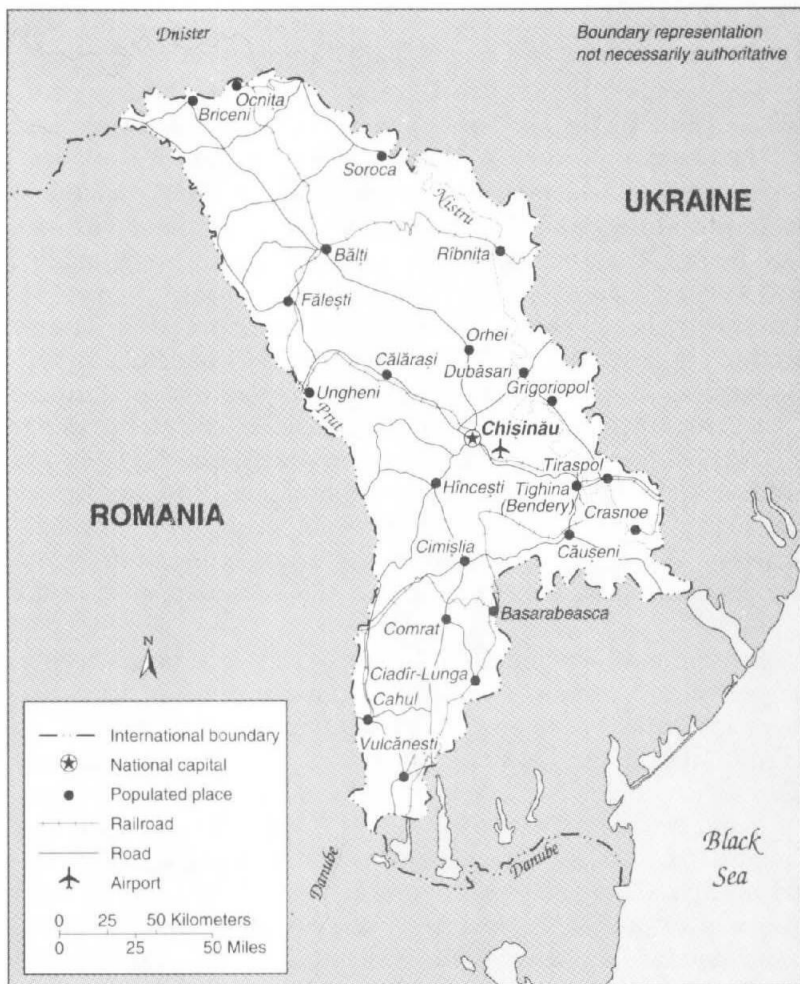 Dnister
Boundary representation
not necessarily authoritative
Ocnita
Briceni
Soroca
Nistru
UKRAINE
Bălți
Rîbnița
Fălești
Orhei
Călărași
Dubăsari
Grigoriopol
Ungheni
Prut
Chișinău
Tiraspol
Hîncești
Tighina
(Bendery)
Crasnoe
ROMANIA
Cimișlia
Căușeni
Basarabeasca
Comrat
N
Ciadîr-Lunga
Cahul
Vulcănești
International boundary
National capital
Populated place
Railroad
Road
Airport
0 25 50 Kilometers
0 25 50 Miles
Danube
Danube
Black
Sea